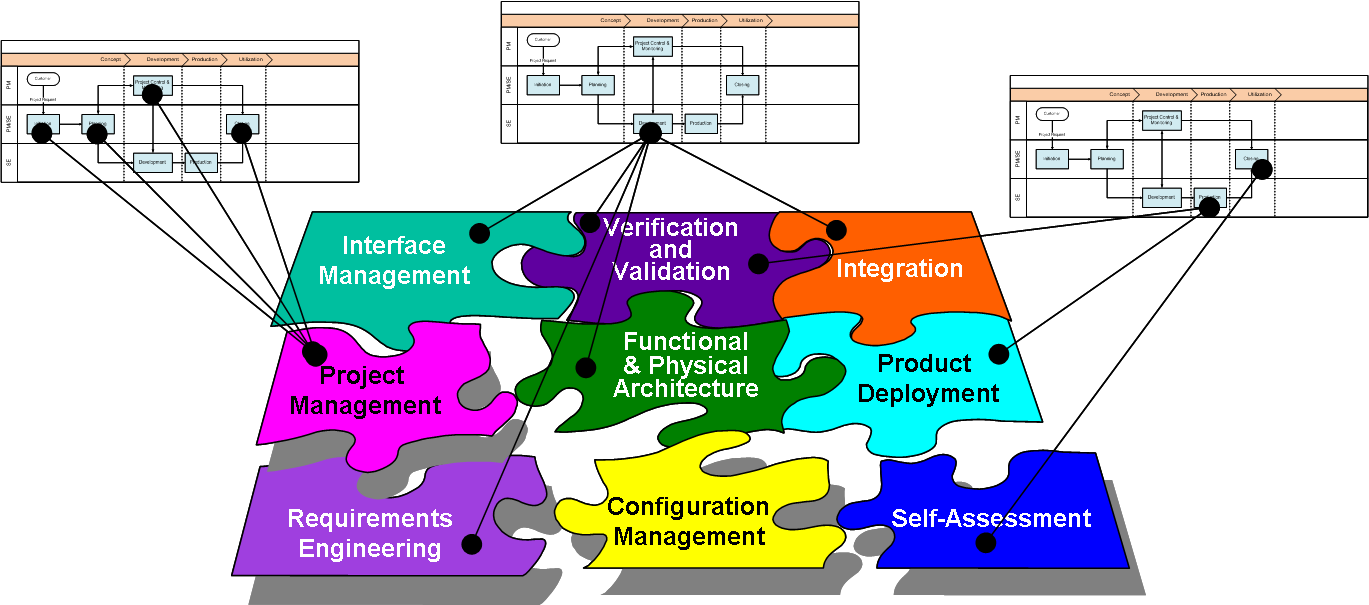 Concept
Development
Production
Utilization
PM
Customer
Project Control &
Project Request
PM/SE
SE
Development
Production
Concept
Development
Production
Utilization
PM
Customer
Project Control &
Monitoring
Project Request
PM/SE
Initiation
Planning
Closing
SE
Development
Production
Concept
Development
Production
Utilization
PM
Customer
Project Control &
Monitoring
Project Request
PM/SE
Initiation
Planning
Closing
SE
Development
Production
Interface
Management
Verification
and
Validation
Integration
Project
Management
Functional
& Physical
Architecture
Product
Deployment
Requirements
Engineering
Configuration
Management
Self-Assessment